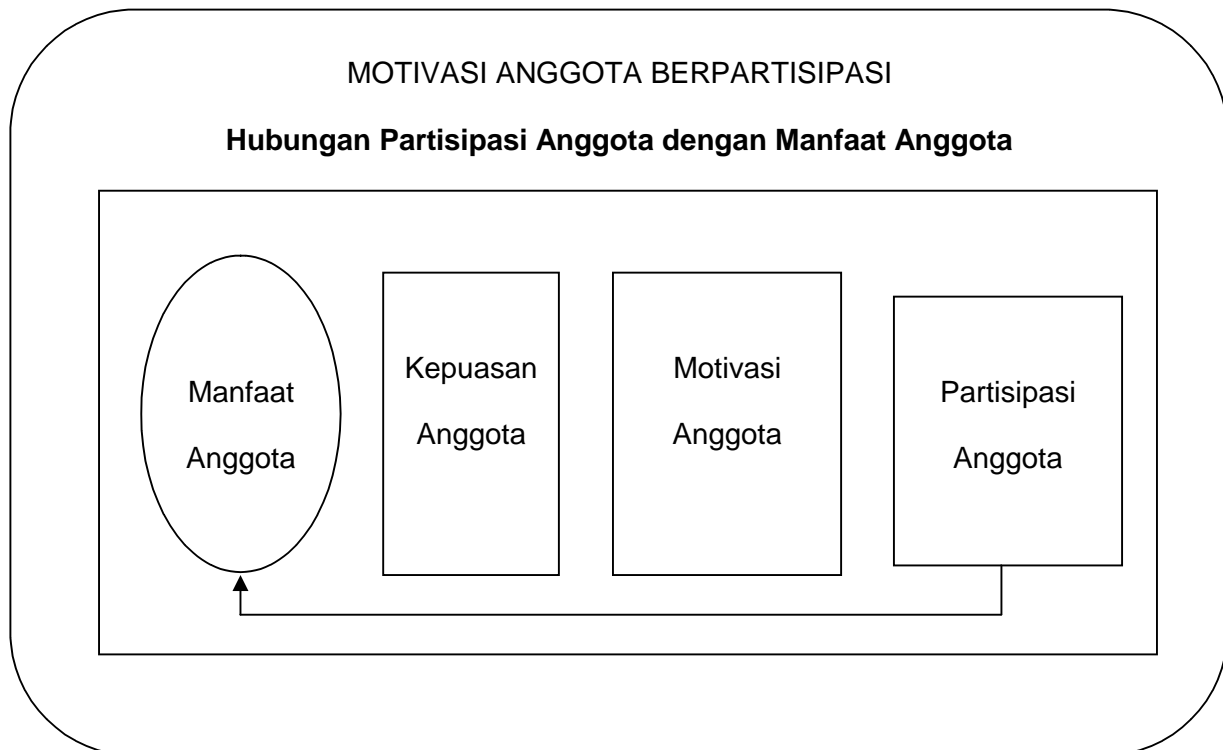 MOTIVASI ANGGOTA BERPARTISIPASI
Hubungan Partisipasi Anggota dengan Manfaat Anggota
Manfaat
Anggota
Kepuasan
Anggota
Motivasi
Anggota
Partisipasi
Anggota